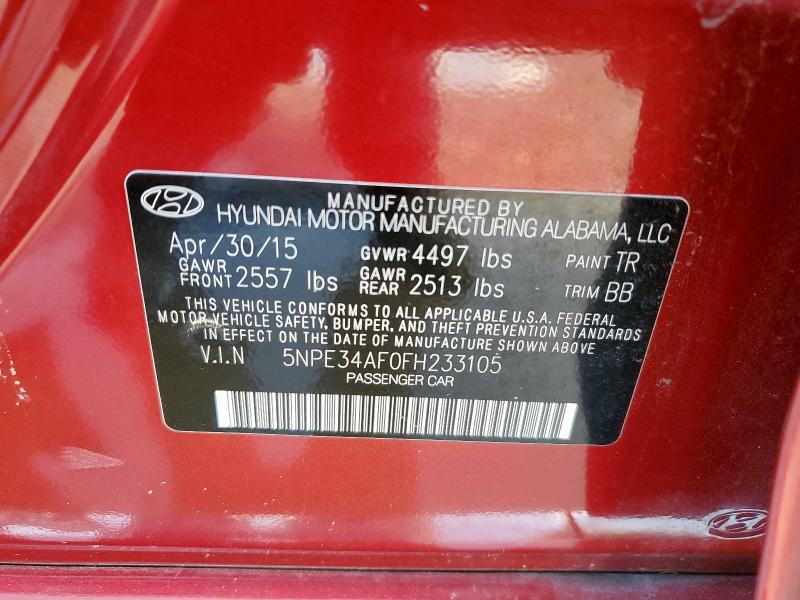 MANUFACTURED BY
HYUNDAI MOTOR MANUFACTURING ALABAMA, LLC
Apr/30/15 GVWR 4497 lbs PAINT TR
GAWR FRONT 2557 lbs GAWR REAR 2513 lbs TRIM BB
THIS VEHICLE CONFORMS TO ALL APPLICABLE U.S.A. FEDERAL
MOTOR VEHICLE SAFETY, BUMPER, AND THEFT PREVENTION STANDARDS
IN EFFECT ON THE DATE OF MANUFACTURE SHOWN ABOVE
V.I.N 5NPE34AF0FH233105
PASSENGER CAR